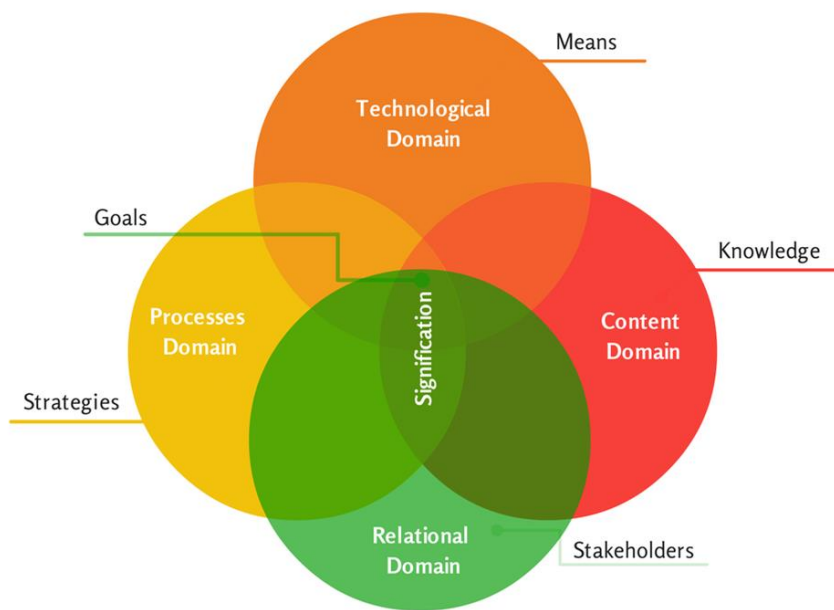 Means
Technological
Domain
Goals
Knowledge
Processes
Domain
Signification
Content
Domain
Strategies
Relational
Domain
Stakeholders